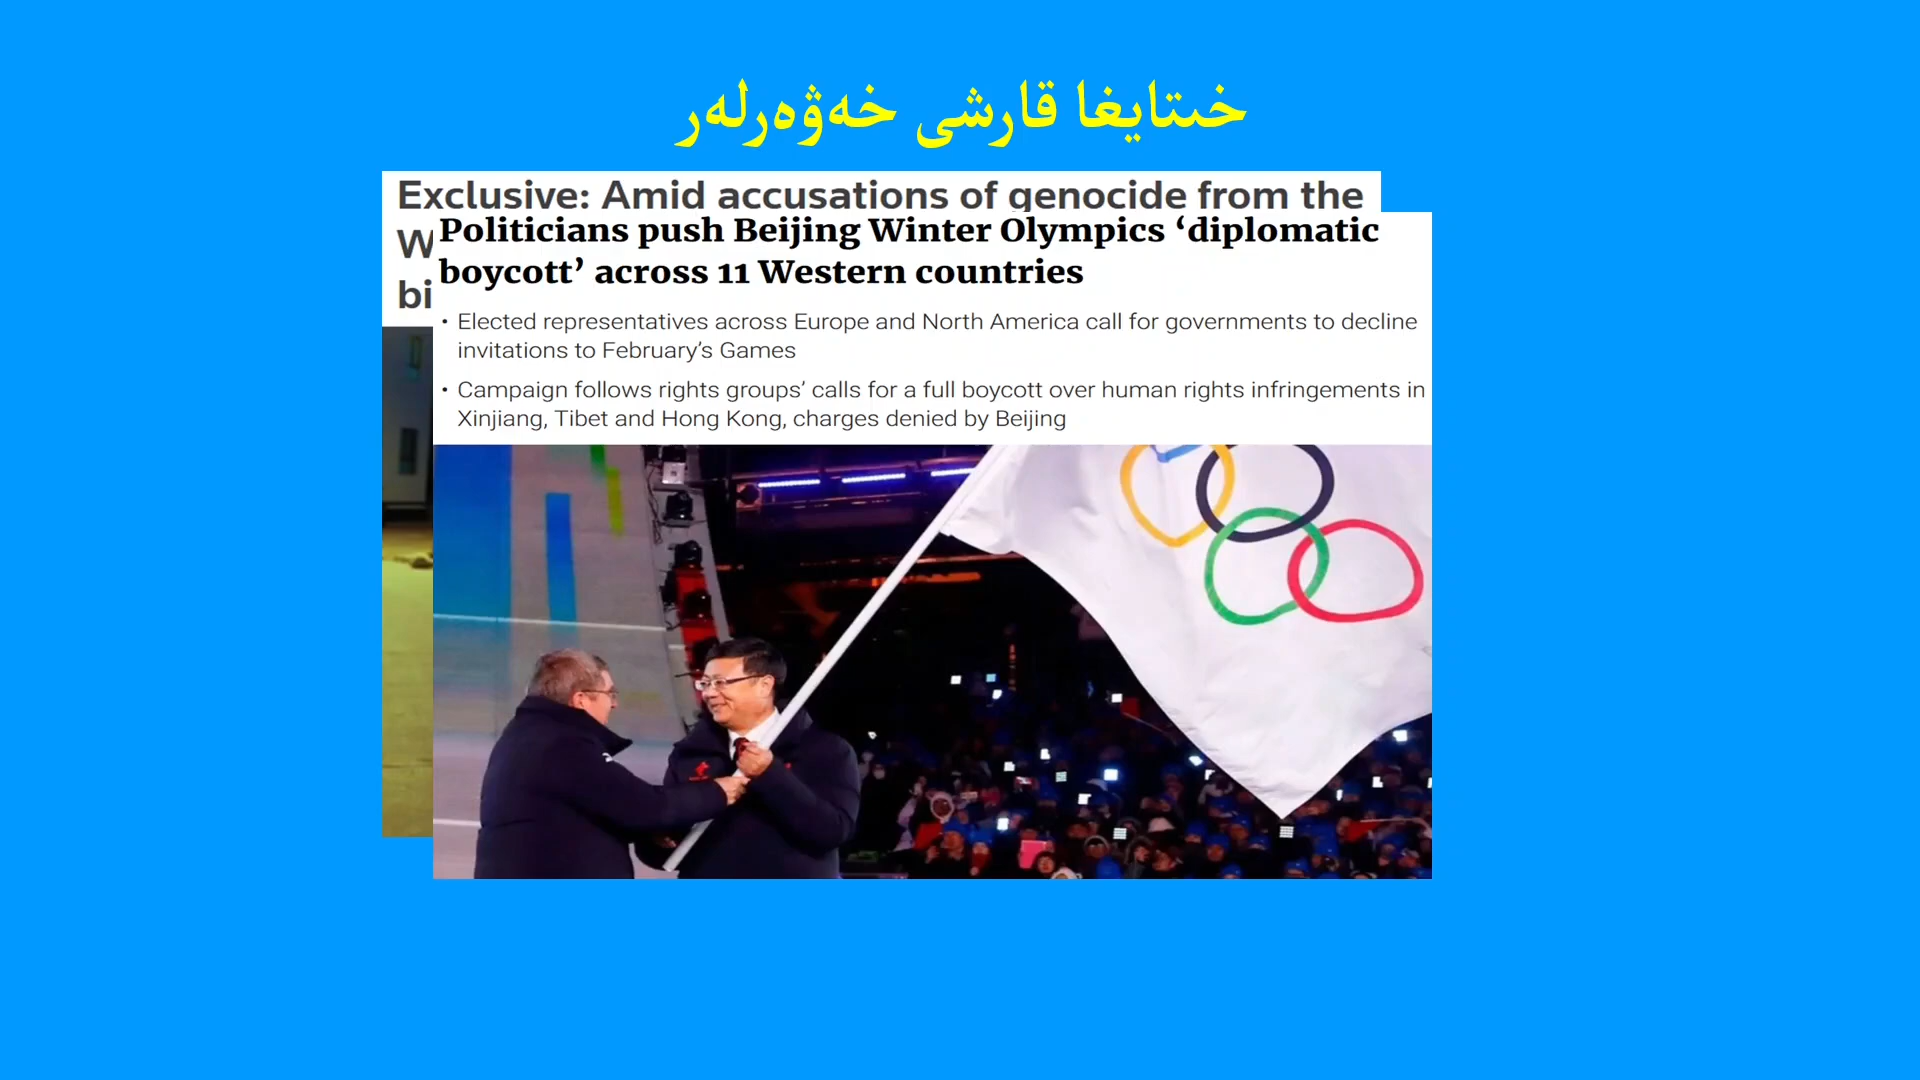 خىتايغا قارشى خەۋەرلەر
Exclusive: Amid accusations of genocide from the
Politicians push Beijing Winter Olympics ‘diplomatic
boycott’ across 11 Western countries
• Elected representatives across Europe and North America call for governments to decline
invitations to February’s Games
• Campaign follows rights groups’ calls for a full boycott over human rights infringements in
Xinjiang, Tibet and Hong Kong, charges denied by Beijing